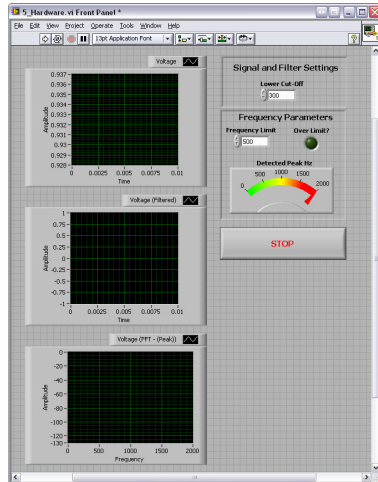 5_Hardware.vi Front Panel *
File Edit View Project Operate Tools Window Help
13pt Application Font
Voltage
0.937
0.936
0.935
0.934
0.933
0.932
0.931
0.93
0.929
0.928
Amplitude
0 0.0025 0.005 0.0075 0.01
Time
Voltage (Filtered)
1
0.75
0.5
0.25
0
-0.25
-0.5
-0.75
-1
Amplitude
0 0.0025 0.005 0.0075 0.01
Time
Voltage (FFT - (Peak))
0
-20
-40
-60
-80
-100
-120
-130
Amplitude
0 500 1000 1500 2000
Frequency
Signal and Filter Settings
Lower Cut-Off
300
Frequency Parameters
Frequency Limit Over Limit?
500
Detected Peak Hz
0 500 1000 1500 2000
STOP